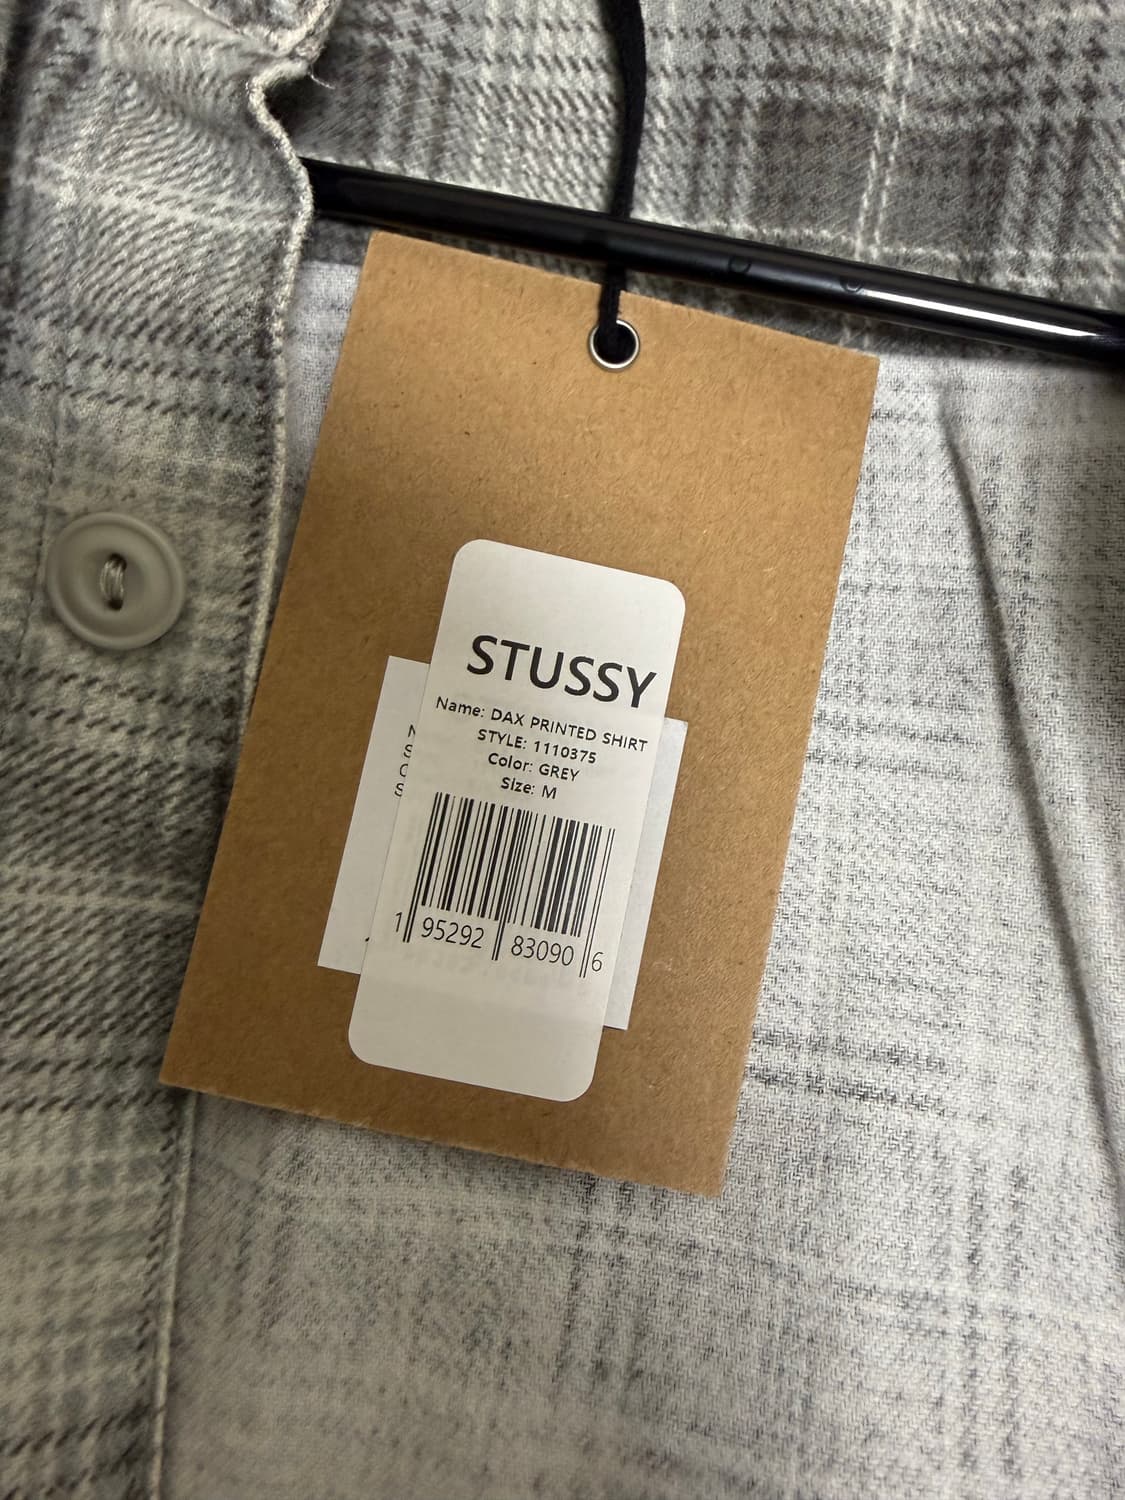 STUSSY
Name: DAX PRINTED SHIRT
STYLE: 1110375
Color: GREY
Size: M
1 95292 83090 6
N
S
C
S